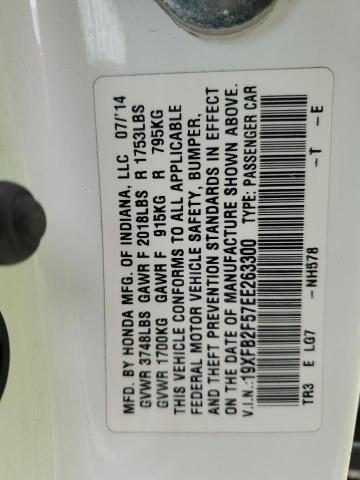 MFD. BY HONDA MFG. OF INDIANA, LLC 07/'14
GVWR 3748LBS GAWR F 2018LBS R 1753LBS
GVWR 1700KG GAWR F 915KG R 795KG
THIS VEHICLE CONFORMS TO ALL APPLICABLE
FEDERAL MOTOR VEHICLE SAFETY, BUMPER,
AND THEFT PREVENTION STANDARDS IN EFFECT
ON THE DATE OF MANUFACTURE SHOWN ABOVE.
V.I.N.:19XFB2F57EE263300 TYPE: PASSENGER CAR
TR3 E LG7 -NH578 -T -E